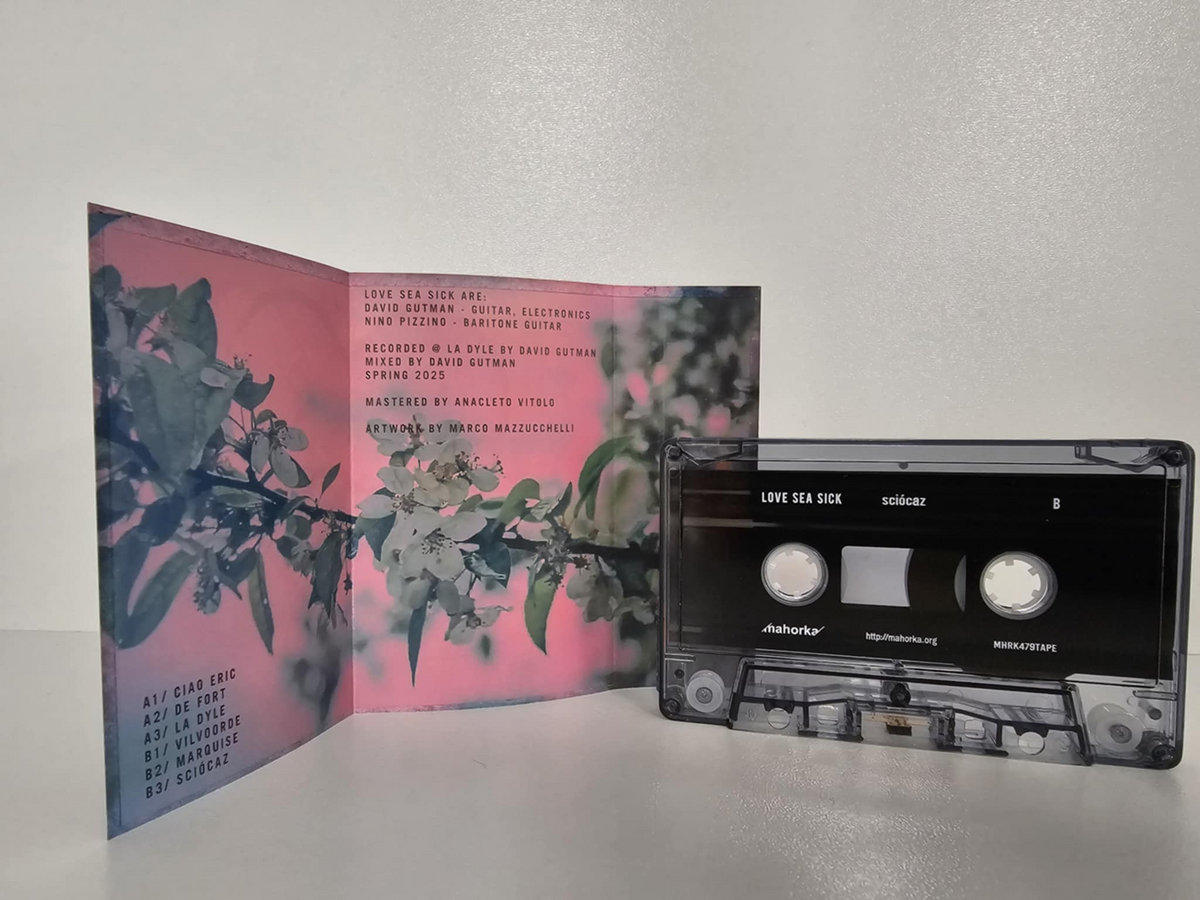 LOVE SEA SICK ARE:
DAVID GUTMAN - GUITAR, ELECTRONICS
NINO PIZZINO - BARITONE GUITAR
RECORDED @ LA DYLE BY DAVID GUTMAN
MIXED BY DAVID GUTMAN
SPRING 2025
MASTERED BY ANACLETO VITOLO
ARTWORK BY MARCO MAZZUCCHELLI
A1/ CIAO ERIC
A2/ DE FORT
A3/ LA DYLE
B1/ VILVOORDE
B2/ MARQUISE
B3/ SCIÓCAZ
LOVE SEA SICK sciócaz B
mahorka http://mahorka.org MHRK479TAPE